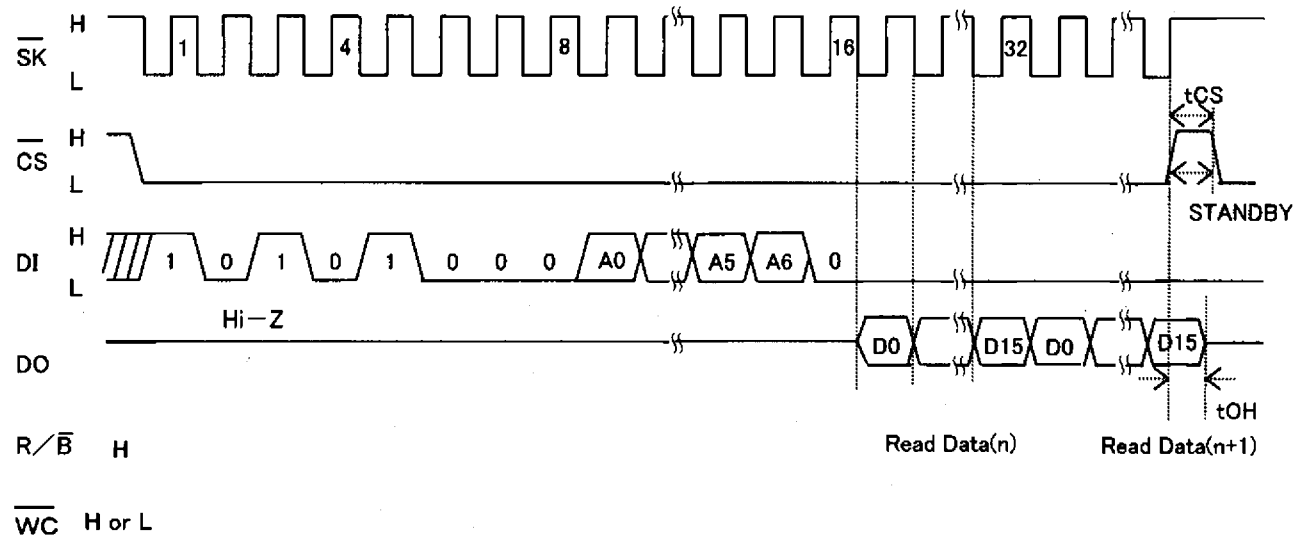 H
SK
L
1 4 8 16 32
tCS
H
CS
L
STANDBY
H
DI
L
1 0 1 0 1 0 0 0 A0 A5 A6 0
Hi-Z
DO
D0 D15 D0 D15
tOH
R/B H
Read Data(n) Read Data(n+1)
WC H or L